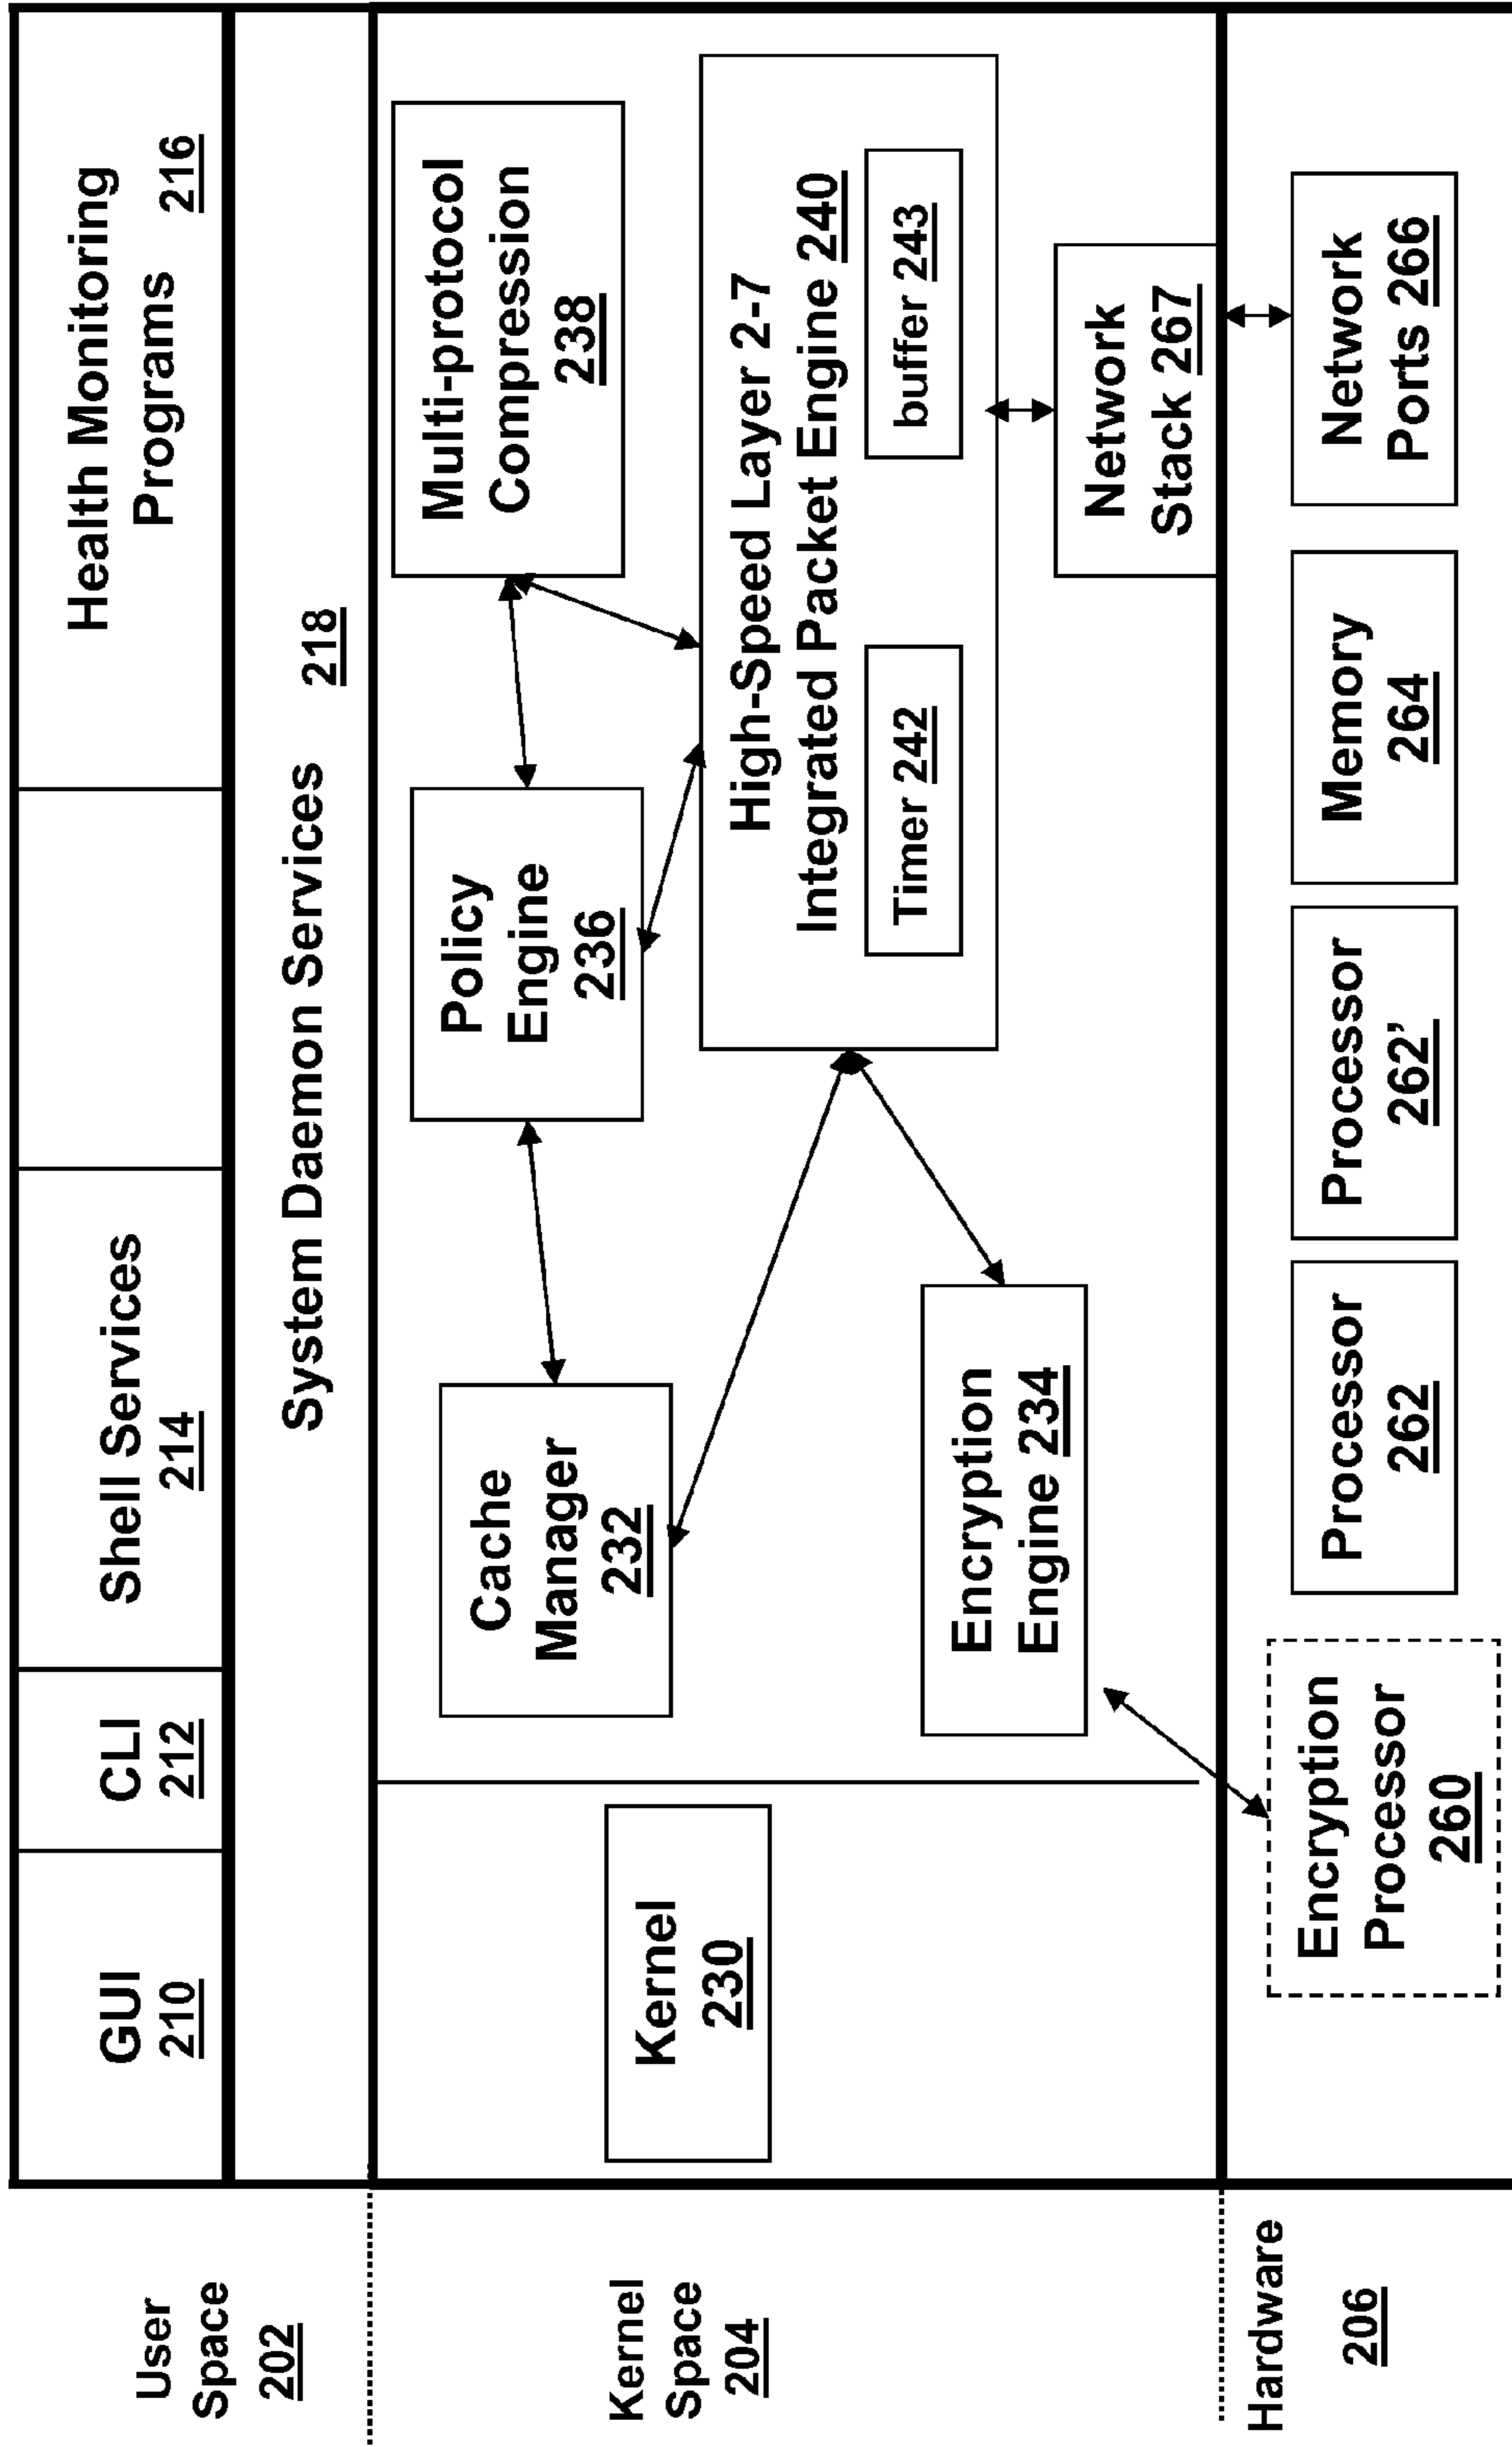 User
Space
202
GUI
210
CLI
212
Shell Services
214
Health Monitoring
Programs 216
System Daemon Services 218
Kernel
Space
204
Kernel
230
Cache
Manager
232
Policy
Engine
236
Multi-protocol
Compression
238
High-Speed Layer 2-7
Integrated Packet Engine 240
Timer 242
buffer 243
Encryption
Engine 234
Network
Stack 267
Hardware
206
Encryption
Processor
260
Processor
262
Processor
262’
Memory
264
Network
Ports 266